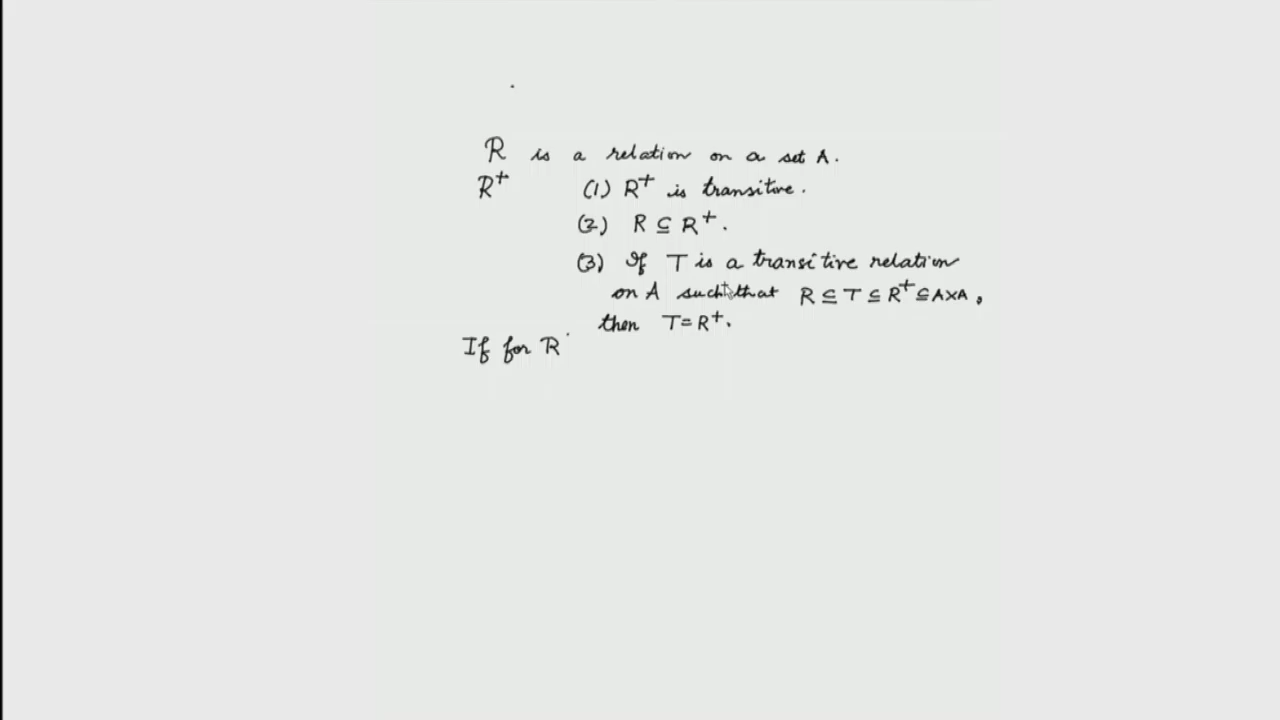 R is a relation on a set A.
R⁺ (1) R⁺ is transitive.
(2) R ⊆ R⁺.
(3) If T is a transitive relation
on A such that R ⊆ T ⊆ R⁺ ⊆ A×A,
then T = R⁺.
If for R